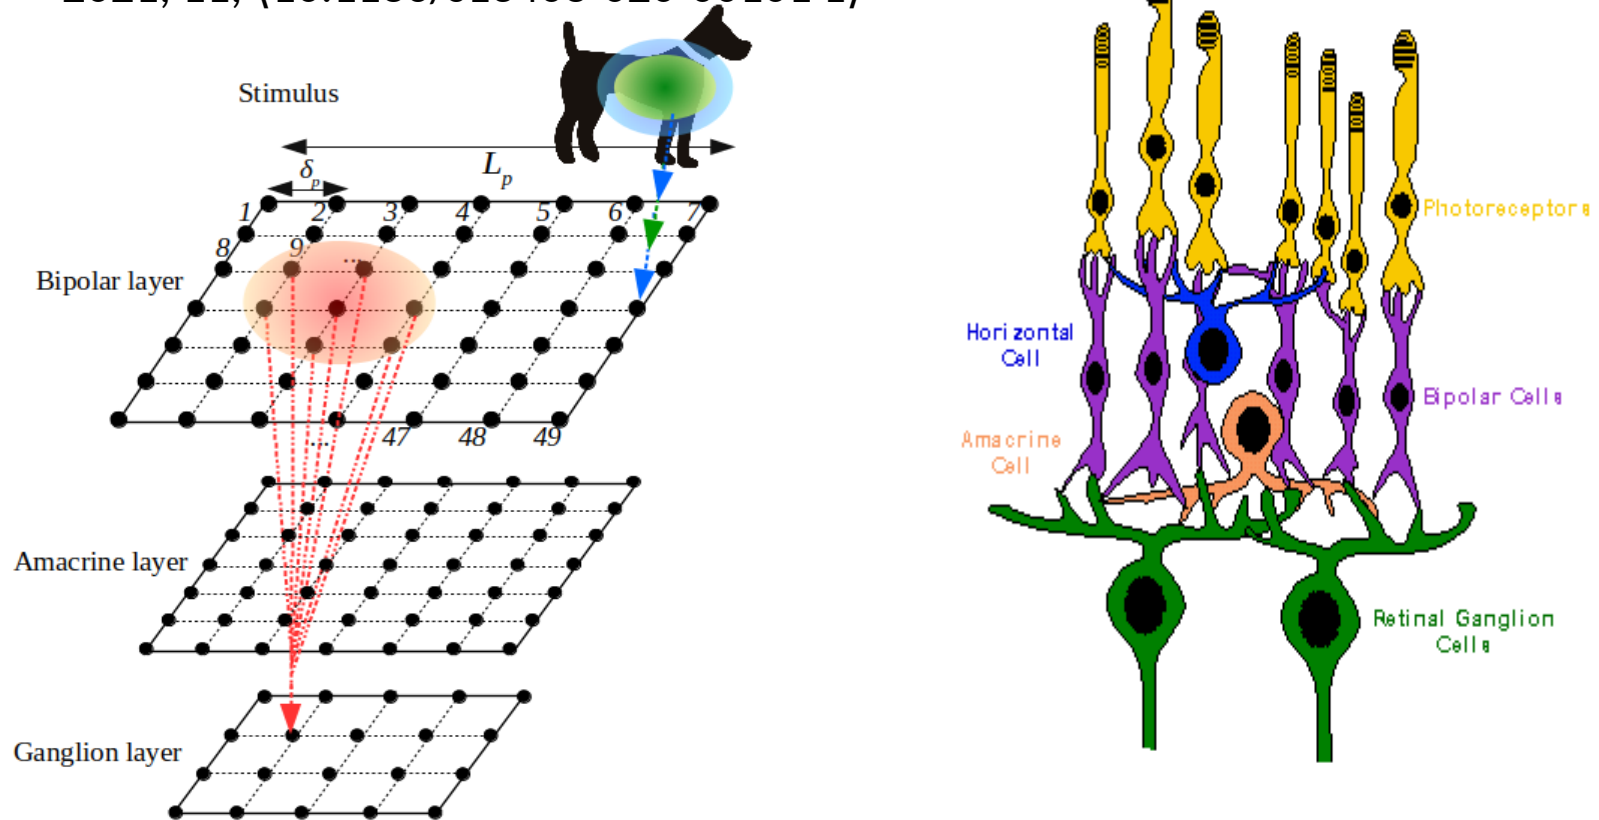 Stimulus
δp
Lp
1 2 3 4 5 6 7
8 9 ...
Bipolar layer
... 47 48 49
Amacrine layer
Ganglion layer
Photoreceptors
Horizontal
Cell
Bipolar Cells
Amacrine
Cell
Retinal Ganglion
Cells